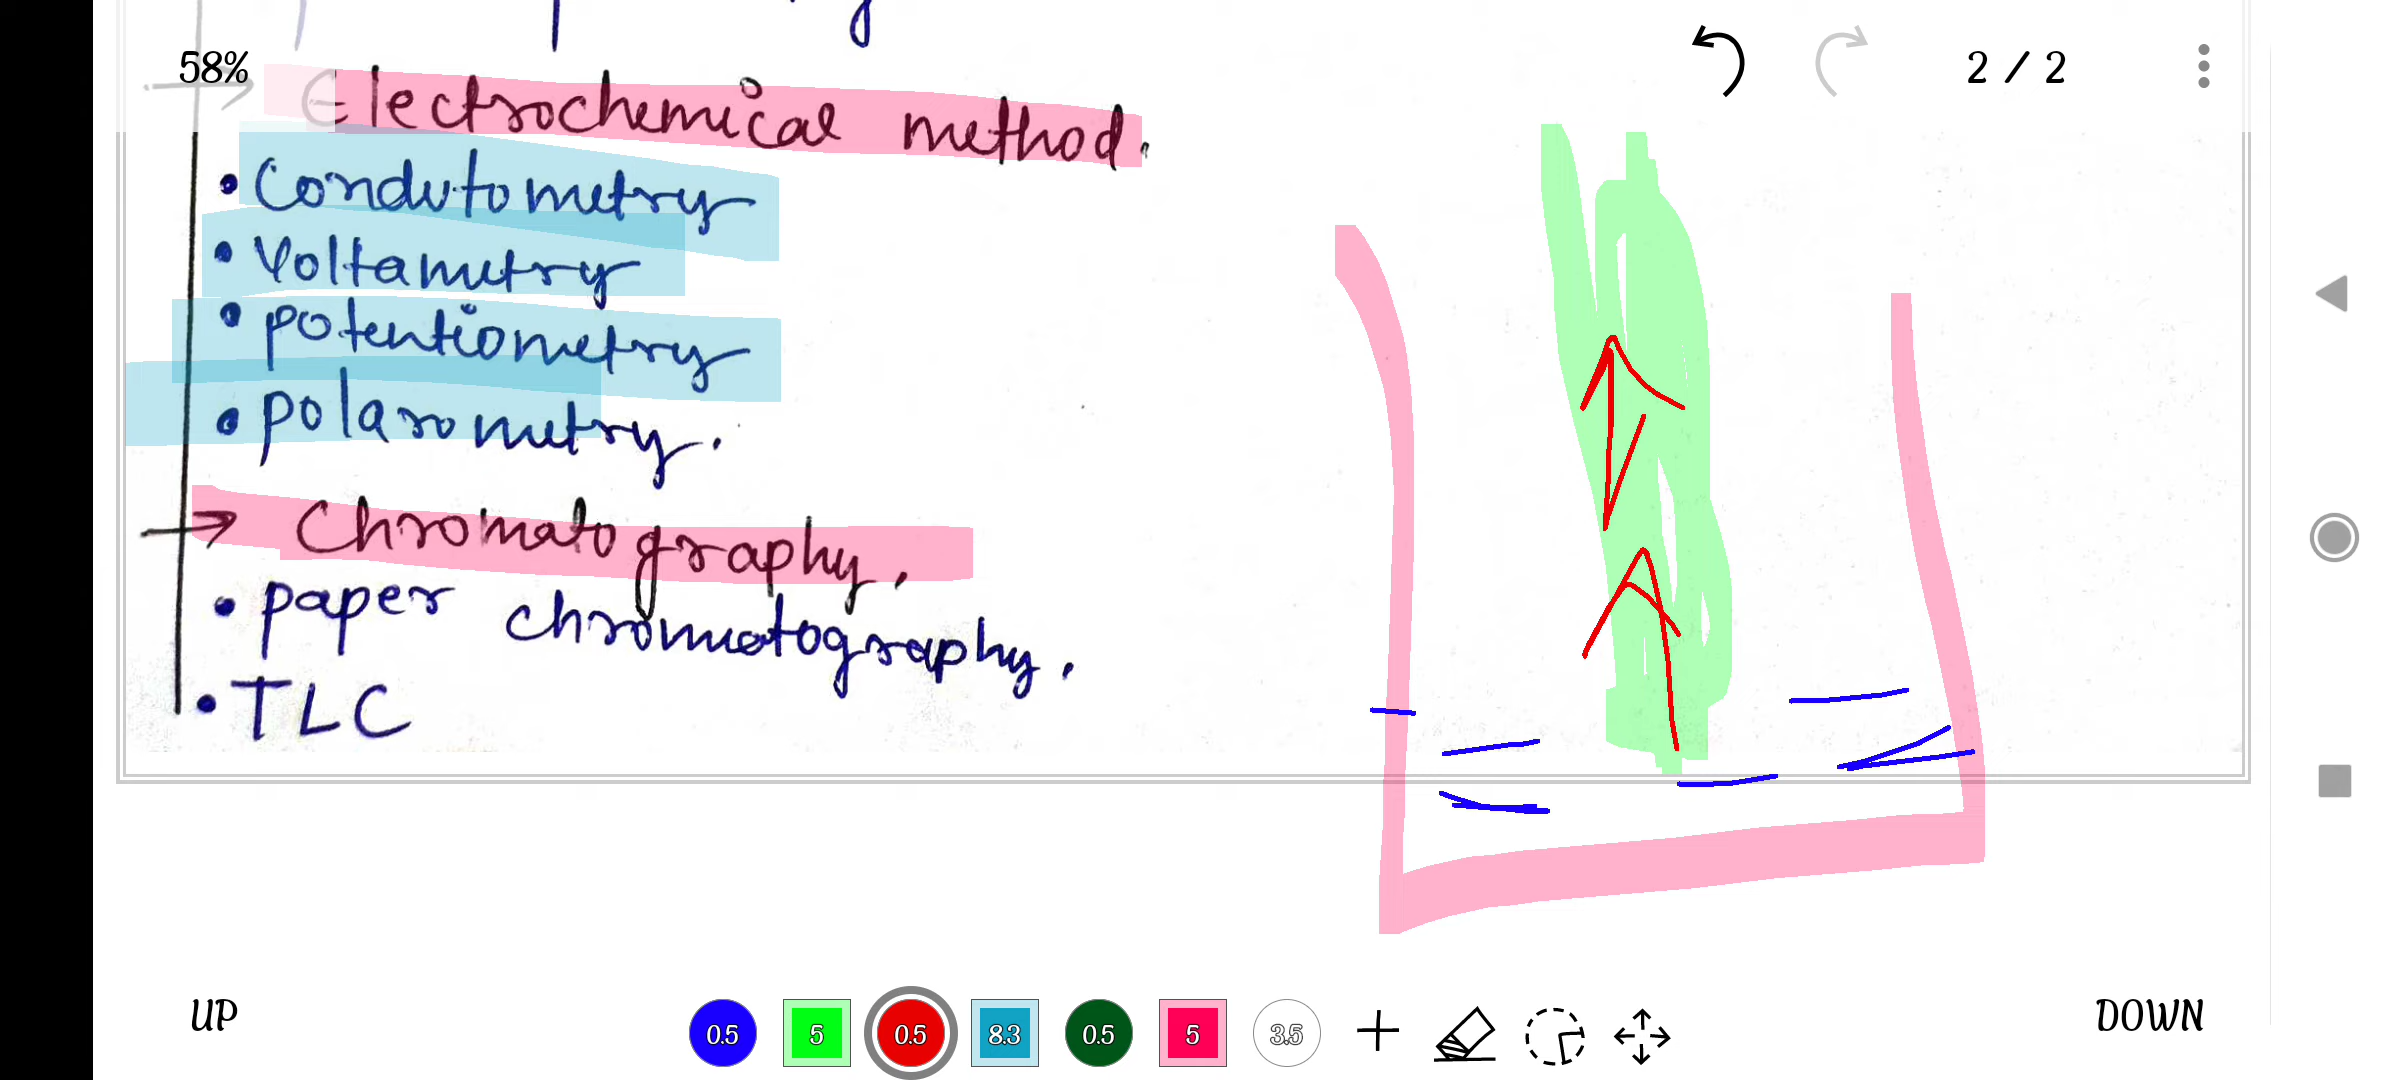 58%
2 / 2
→ Electrochemical method.
• Condutometry
• Voltametry
• potentiometry
• polarometry.
→ Chromatography.
• paper chromatography.
• TLC
UP
0.5 5 0.5 8.3 0.5 5 3.5
DOWN